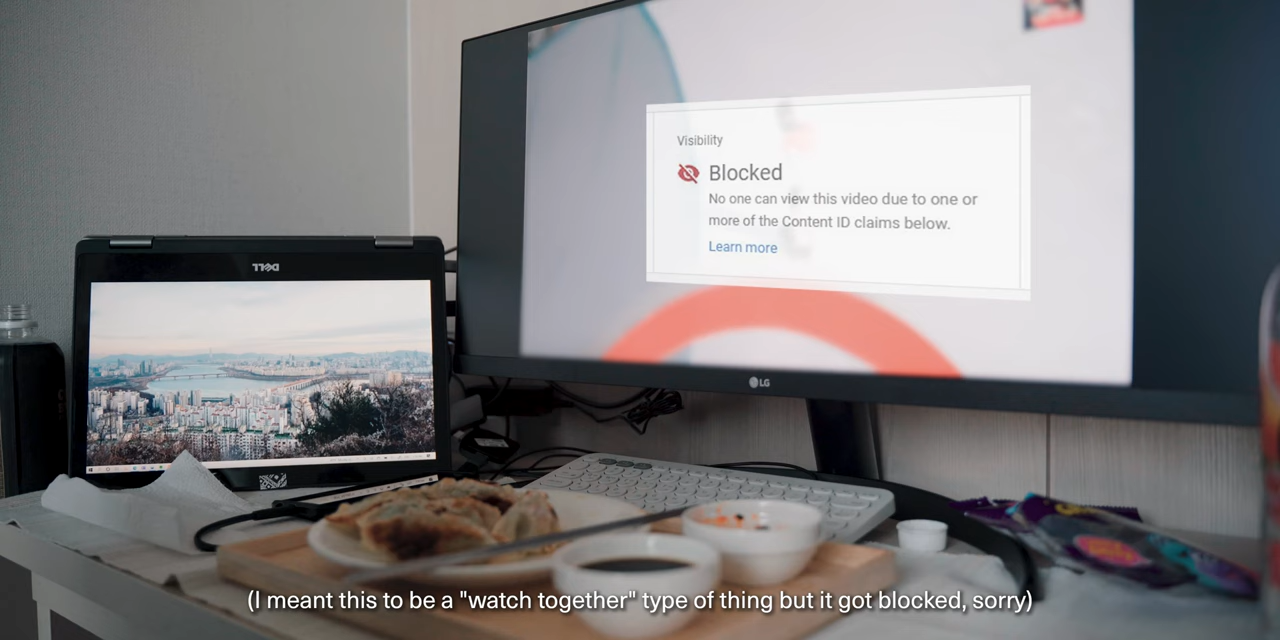 Visibility
Blocked
No one can view this video due to one or
more of the Content ID claims below.
Learn more
DELL
LG
(I meant this to be a "watch together" type of thing but it got blocked, sorry)